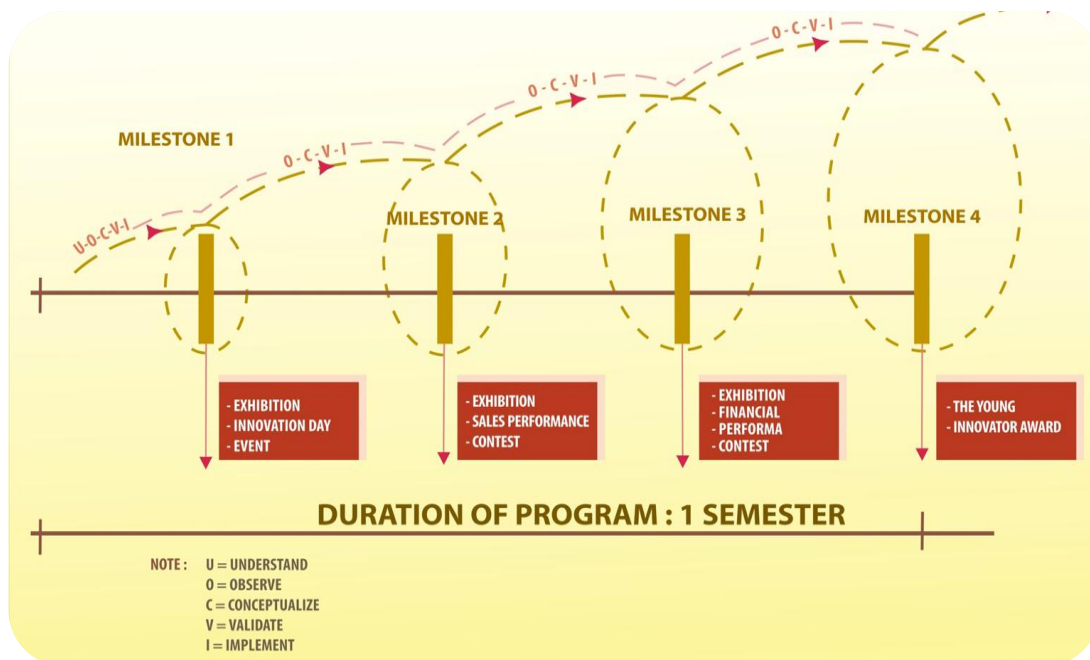 O - C - V - I
O - C - V - I
MILESTONE 1
O - C - V - I
U-O-C-V-I
MILESTONE 2
MILESTONE 3
MILESTONE 4
- EXHIBITION
- INNOVATION DAY
- EVENT
- EXHIBITION
- SALES PERFORMANCE
- CONTEST
- EXHIBITION
- FINANCIAL
- PERFORMA
- CONTEST
- THE YOUNG
- INNOVATOR AWARD
DURATION OF PROGRAM : 1 SEMESTER
NOTE : U = UNDERSTAND
O = OBSERVE
C = CONCEPTUALIZE
V = VALIDATE
I = IMPLEMENT